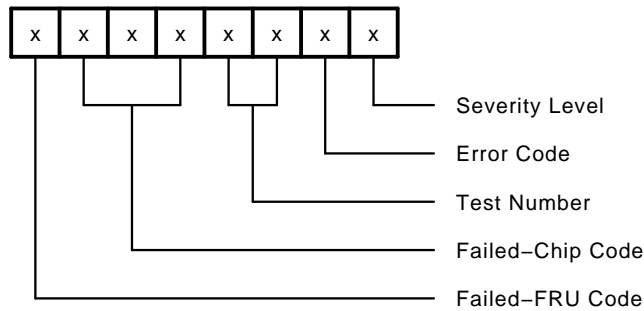 x x x x x x x x
Severity Level
Error Code
Test Number
Failed–Chip Code
Failed–FRU Code